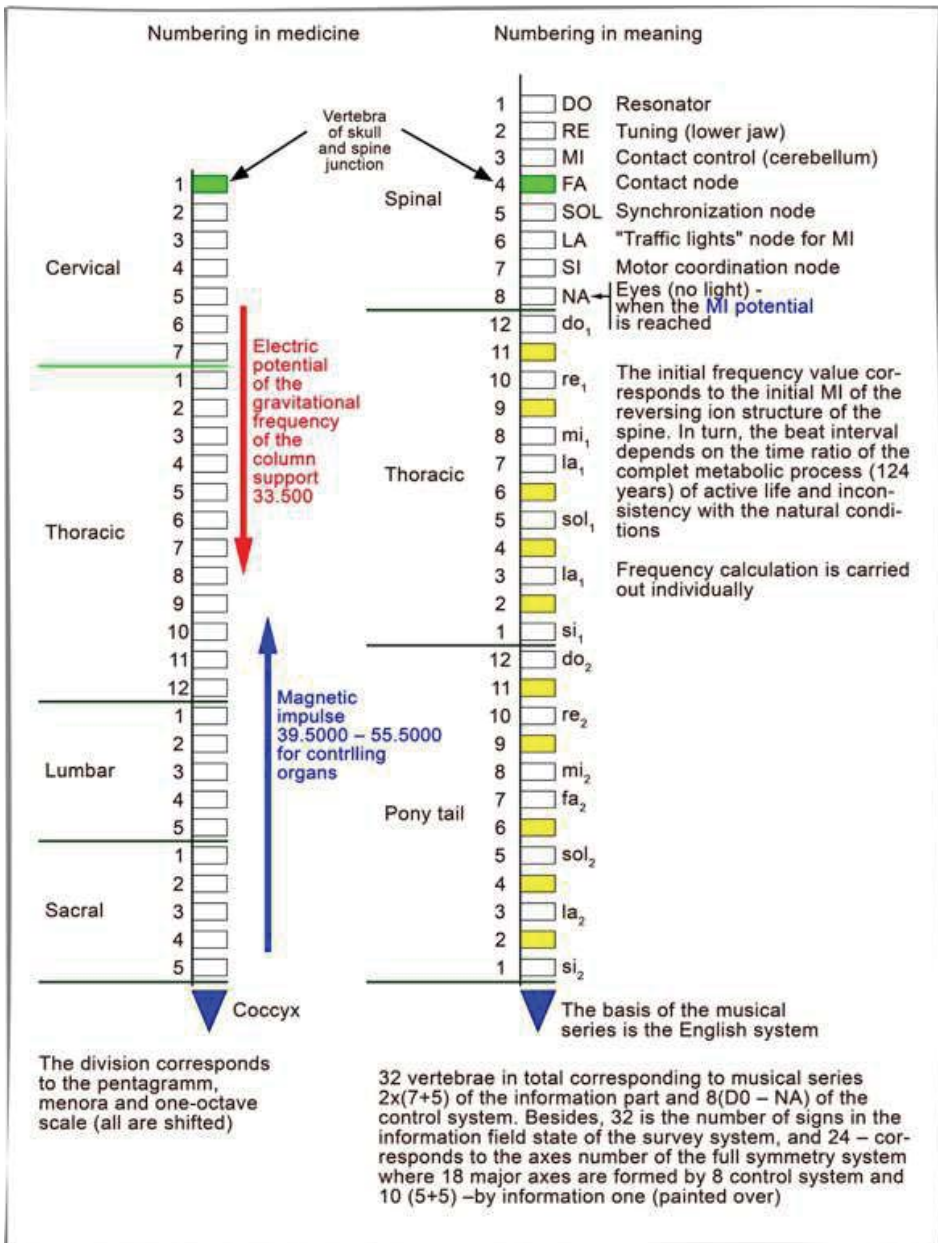 Numbering in medicine
Numbering in meaning
Vertebra
of skull
and spine
junction
Cervical
1
2
3
4
5
6
7
Thoracic
1
2
3
4
5
6
7
8
9
10
11
12
Lumbar
1
2
3
4
5
Sacral
1
2
3
4
5
Coccyx
Electric
potential
of the
gravitational
frequency
of the
column
support
33.500
Magnetic
impulse
39.5000 – 55.5000
for contrlling
organs
The division corresponds
to the pentagramm,
menora and one-octave
scale (all are shifted)
Spinal
1 DO Resonator
2 RE Tuning (lower jaw)
3 MI Contact control (cerebellum)
4 FA Contact node
5 SOL Synchronization node
6 LA "Traffic lights" node for MI
7 SI Motor coordination node
8 NA Eyes (no light) -
when the MI potential
is reached
Thoracic
12 do1
11
10 re1
9
8 mi1
7 la1
6
5 sol1
4
3 la1
2
1 si1
The initial frequency value cor-
responds to the initial MI of the
reversing ion structure of the
spine. In turn, the beat interval
depends on the time ratio of the
complet metabolic process (124
years) of active life and incon-
sistency with the natural condi-
tions
Frequency calculation is carried
out individually
Pony tail
12 do2
11
10 re2
9
8 mi2
7 fa2
6
5 sol2
4
3 la2
2
1 si2
The basis of the musical
series is the English system
32 vertebrae in total corresponding to musical series
2x(7+5) of the information part and 8(D0 – NA) of the
control system. Besides, 32 is the number of signs in the
information field state of the survey system, and 24 – cor-
responds to the axes number of the full symmetry system
where 18 major axes are formed by 8 control system and
10 (5+5) –by information one (painted over)